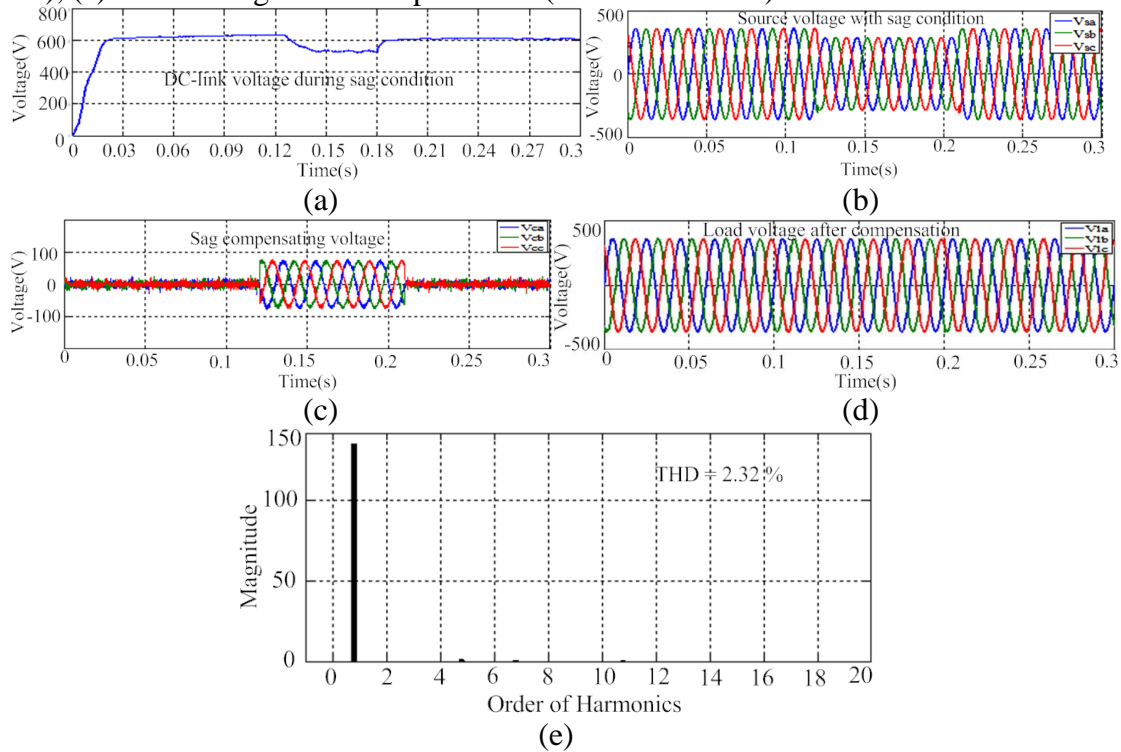 800
600
400
200
0
Voltage(V)
DC-link voltage during sag condition
0 0.03 0.06 0.09 0.12 0.15 0.18 0.21 0.24 0.27 0.3
Time(s)
(a)
500
0
-500
Voltage(V)
Source voltage with sag condition
Vsa
Vsb
Vsc
0 0.05 0.1 0.15 0.2 0.25 0.3
Time(s)
(b)
100
0
-100
Voltage(V)
Sag compensating voltage
Vca
Vcb
Vcc
0 0.05 0.1 0.15 0.2 0.25 0.3
Time(s)
(c)
500
0
-500
Voltage(V)
Load voltage after compensation
V1a
V1b
V1c
0 0.05 0.1 0.15 0.2 0.25 0.3
Time(s)
(d)
150
100
50
0
Magnitude
THD = 2.32 %
0 2 4 6 8 10 12 14 16 18 20
Order of Harmonics
(e)